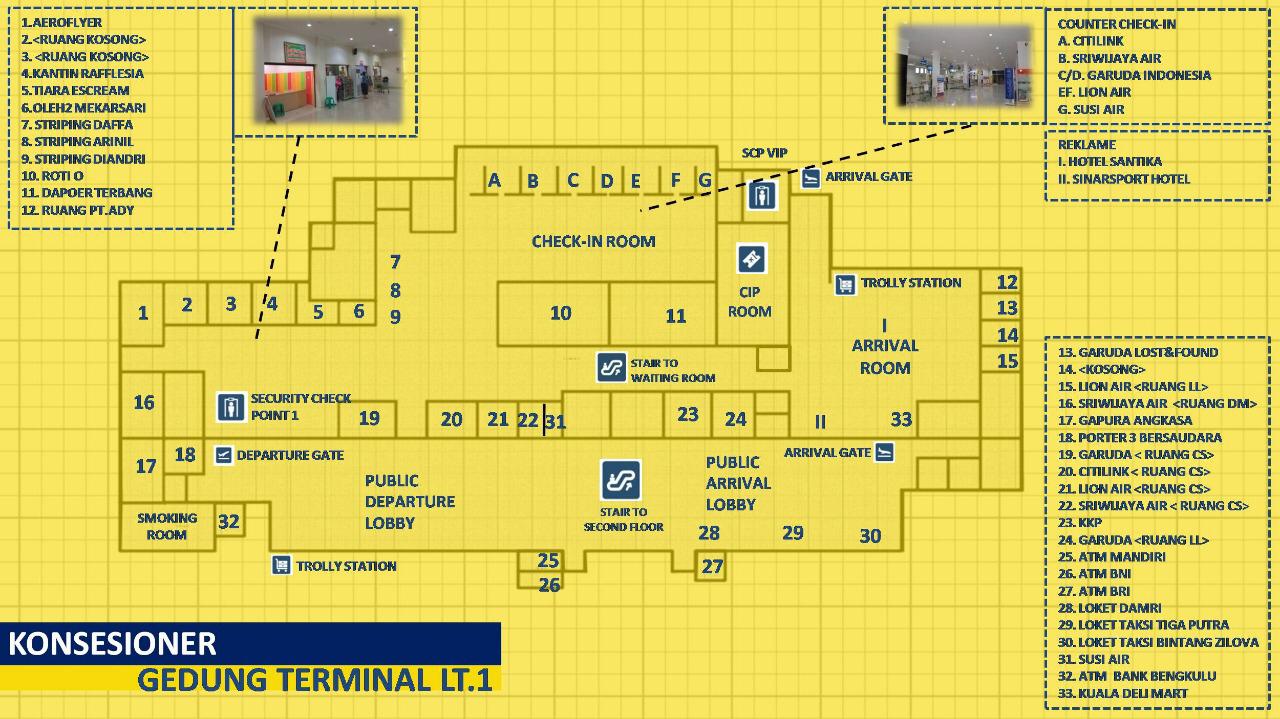 1.AEROFLYER
2.<RUANG KOSONG>
3. <RUANG KOSONG>
4.KANTIN RAFFLESIA
5.TIARA ESCREAM
6.OLEH2 MEKARSARI
7. STRIPING DAFFA
8. STRIPING ARINIL
9. STRIPING DIANDRI
10. ROTI O
11. DAPOER TERBANG
12. RUANG PT.ADY
COUNTER CHECK-IN
A. CITILINK
B. SRIWIJAYA AIR
C/D. GARUDA INDONESIA
EF. LION AIR
G. SUSI AIR
REKLAME
I. HOTEL SANTIKA
II. SINARSPORT HOTEL
SCP VIP
ARRIVAL GATE
A B C D E F G
CHECK-IN ROOM
7
8
9
CIP
ROOM
TROLLY STATION
12
13
14
15
1 2 3 4 5 6
10 11
I
ARRIVAL
ROOM
STAIR TO
WAITING ROOM
16
SECURITY CHECK
POINT 1
19 20 21 22 31 23 24 II 33
17 18
DEPARTURE GATE
ARRIVAL GATE
PUBLIC
DEPARTURE
LOBBY
STAIR TO
SECOND FLOOR
PUBLIC
ARRIVAL
LOBBY
SMOKING
ROOM
32
28 29 30
TROLLY STATION
25
26
27
13. GARUDA LOST&FOUND
14. <KOSONG>
15. LION AIR <RUANG LL>
16. SRIWIJAYA AIR <RUANG DM>
17. GAPURA ANGKASA
18. PORTER 3 BERSAUDARA
19. GARUDA < RUANG CS>
20. CITILINK < RUANG CS>
21. LION AIR <RUANG CS>
22. SRIWIJAYA AIR < RUANG CS>
23. KKP
24. GARUDA <RUANG LL>
25. ATM MANDIRI
26. ATM BNI
27. ATM BRI
28. LOKET DAMRI
29. LOKET TAKSI TIGA PUTRA
30. LOKET TAKSI BINTANG ZILOVA
31. SUSI AIR
32. ATM BANK BENGKULU
33. KUALA DELI MART
KONSESIONER
GEDUNG TERMINAL LT.1